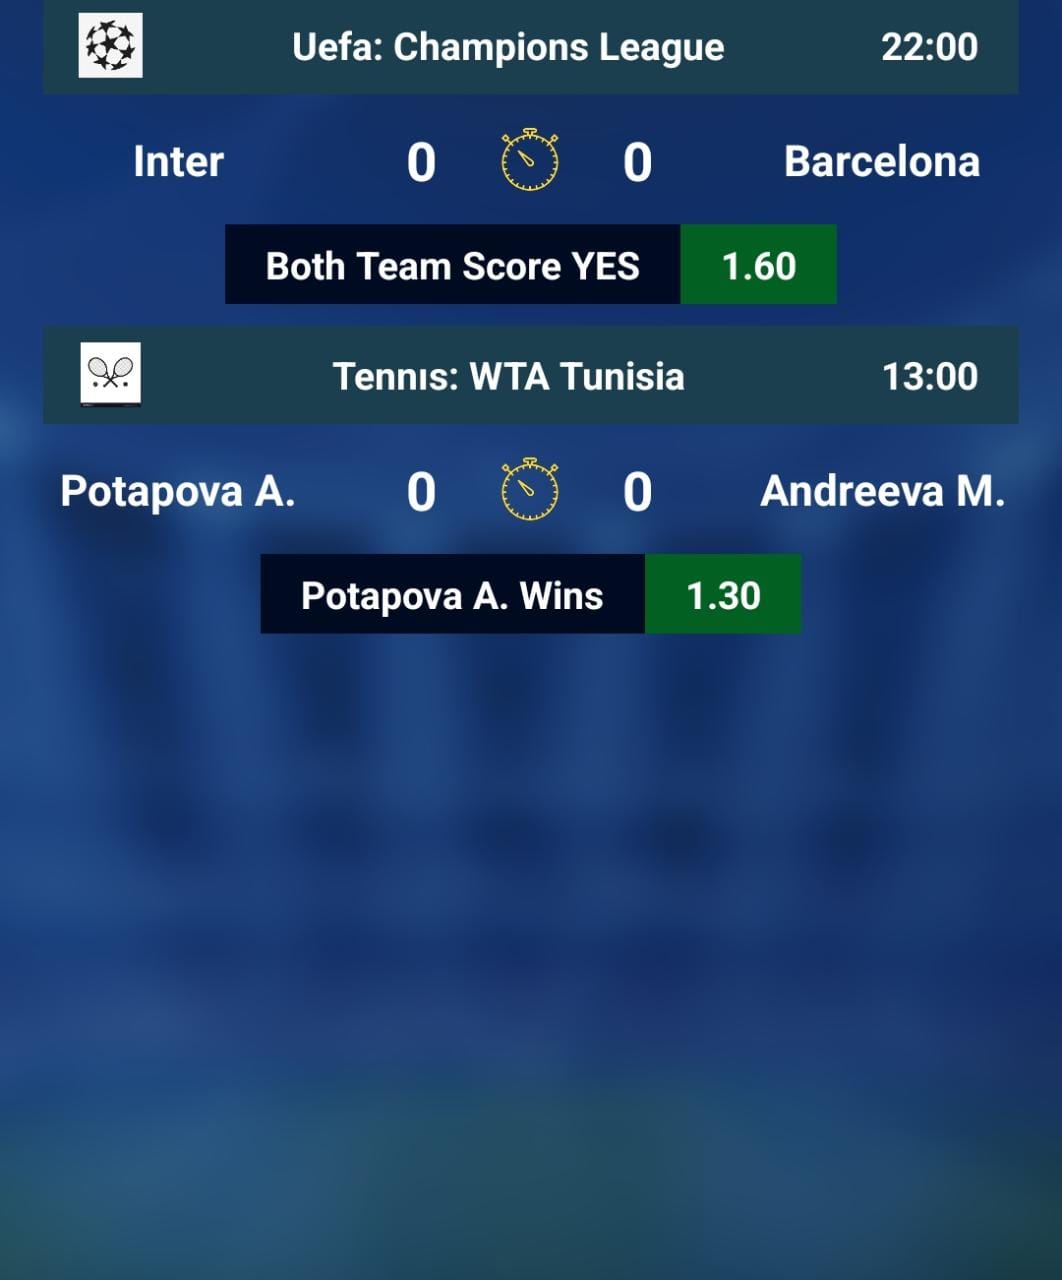 Uefa: Champions League 22:00
Inter 0 0 Barcelona
Both Team Score YES 1.60
Tennıs: WTA Tunisia 13:00
Potapova A. 0 0 Andreeva M.
Potapova A. Wins 1.30